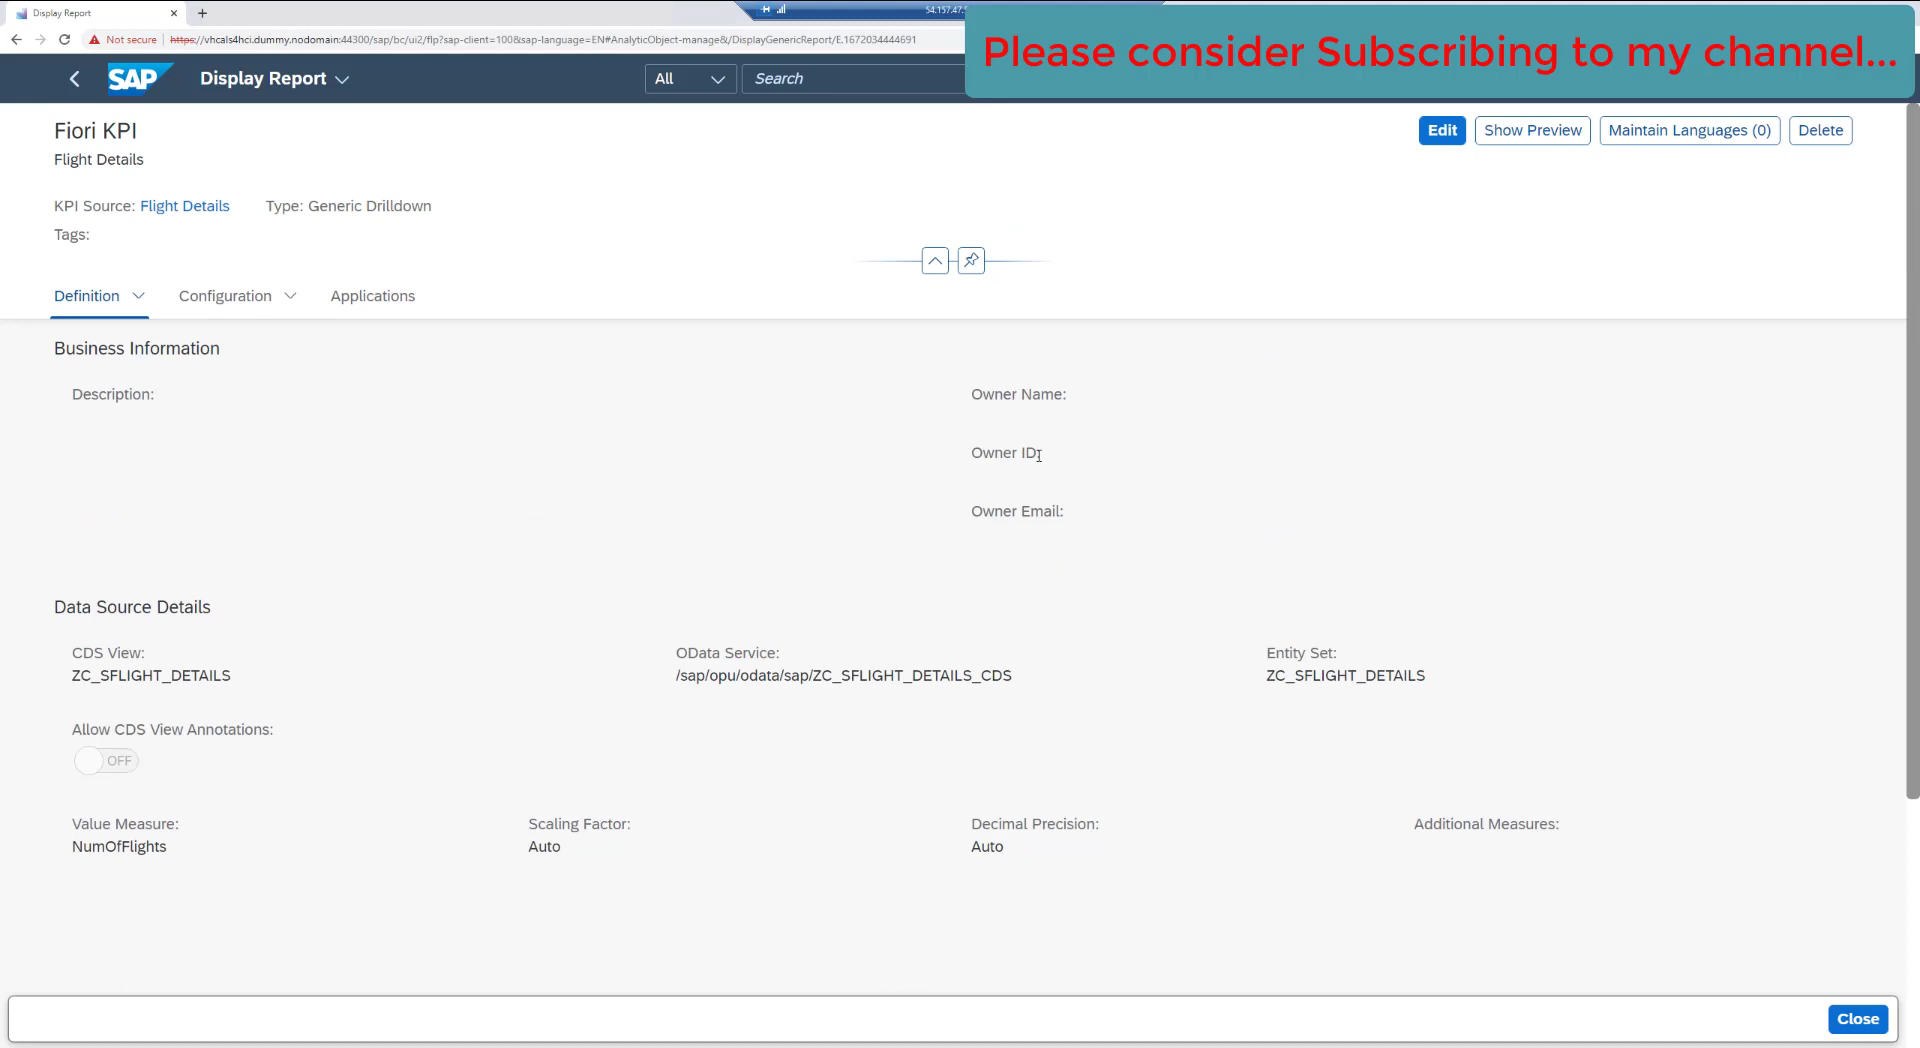 Display Report
54.157.47.
Please consider Subscribing to my channel...
Not secure https://vhcals4hci.dummy.nodomain:44300/sap/bc/ui2/flp?sap-client=100&sap-language=EN#AnalyticObject-manage&/DisplayGenericReport/E.1672034444691
SAP Display Report All Search
Fiori KPI
Edit Show Preview Maintain Languages (0) Delete
Flight Details
KPI Source: Flight Details Type: Generic Drilldown
Tags:
Definition Configuration Applications
Business Information
Description: Owner Name:
Owner ID:
Owner Email:
Data Source Details
CDS View: OData Service: Entity Set:
ZC_SFLIGHT_DETAILS /sap/opu/odata/sap/ZC_SFLIGHT_DETAILS_CDS ZC_SFLIGHT_DETAILS
Allow CDS View Annotations:
OFF
Value Measure: Scaling Factor: Decimal Precision: Additional Measures:
NumOfFlights Auto Auto
Close